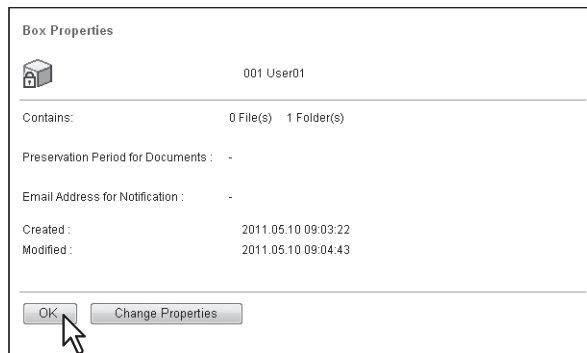 Box Properties
001 User01
Contains: 0 File(s) 1 Folder(s)
Preservation Period for Documents : -
Email Address for Notification : -
Created : 2011.05.10 09:03:22
Modified : 2011.05.10 09:04:43
OK Change Properties